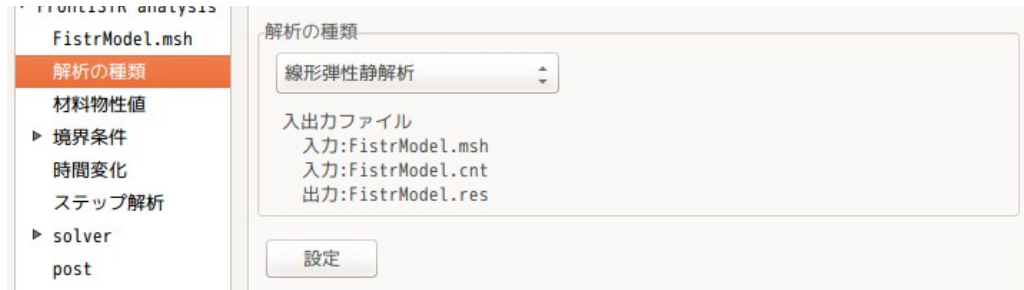 FrontISTR analysis
FistrModel.msh
解析の種類
材料物性値
境界条件
時間変化
ステップ解析
solver
post
解析の種類
線形弾性静解析
入出力ファイル
入力:FistrModel.msh
入力:FistrModel.cnt
出力:FistrModel.res
設定